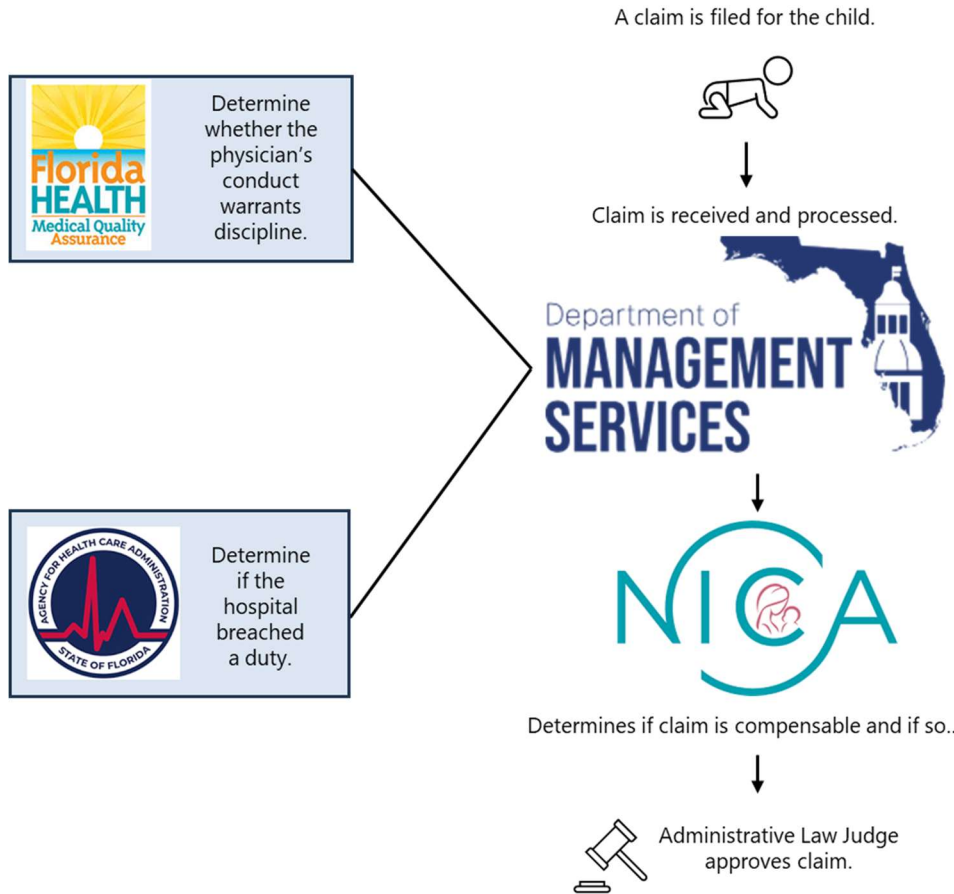 A claim is filed for the child.
Florida
HEALTH
Medical Quality
Assurance
Determine
whether the
physician's
conduct
warrants
discipline.
Claim is received and processed.
Department of
MANAGEMENT
SERVICES
AGENCY FOR HEALTH CARE ADMINISTRATION
STATE OF FLORIDA
Determine
if the
hospital
breached
a duty.
NICA
Determines if claim is compensable and if so..
Administrative Law Judge
approves claim.